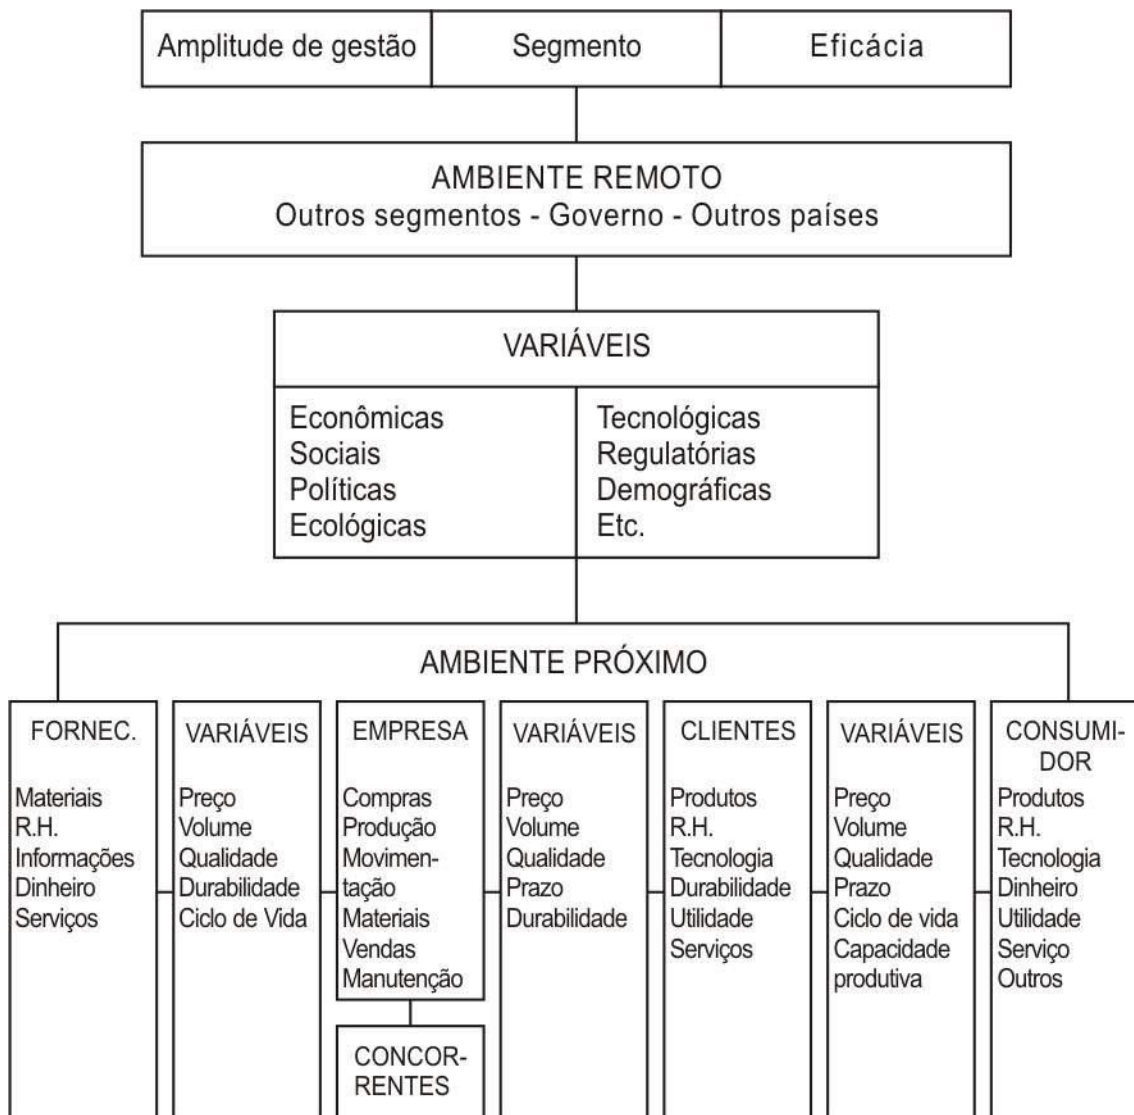 Amplitude de gestão
Segmento
Eficácia
AMBIENTE REMOTO
Outros segmentos - Governo - Outros países
VARIÁVEIS
Econômicas
Sociais
Políticas
Ecológicas
Tecnológicas
Regulatórias
Demográficas
Etc.
AMBIENTE PRÓXIMO
FORNEC.
Materiais
R.H.
Informações
Dinheiro
Serviços
VARIÁVEIS
Preço
Volume
Qualidade
Durabilidade
Ciclo de Vida
EMPRESA
Compras
Produção
Movimen-
tação
Materiais
Vendas
Manutenção
CONCOR-
RENTES
VARIÁVEIS
Preço
Volume
Qualidade
Prazo
Durabilidade
CLIENTES
Produtos
R.H.
Tecnologia
Durabilidade
Utilidade
Serviços
VARIÁVEIS
Preço
Volume
Qualidade
Prazo
Ciclo de vida
Capacidade
produtiva
CONSUMI-
DOR
Produtos
R.H.
Tecnologia
Dinheiro
Utilidade
Serviço
Outros